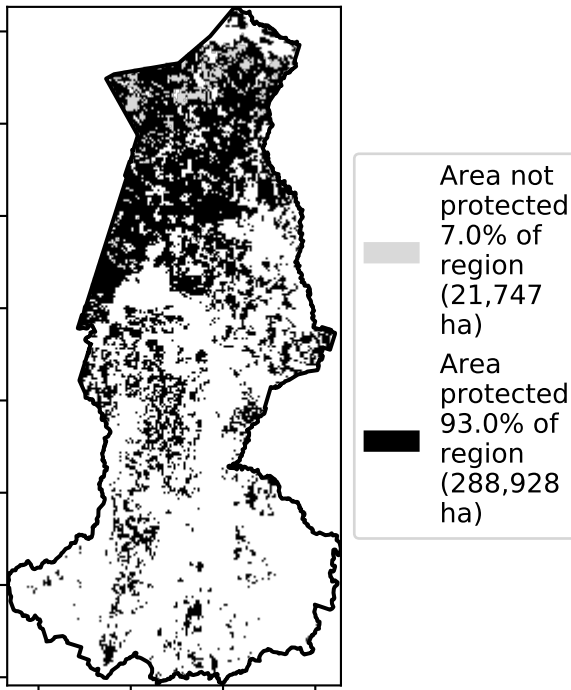 Area not
protected
7.0% of
region
(21,747
ha)
Area
protected
93.0% of
region
(288,928
ha)